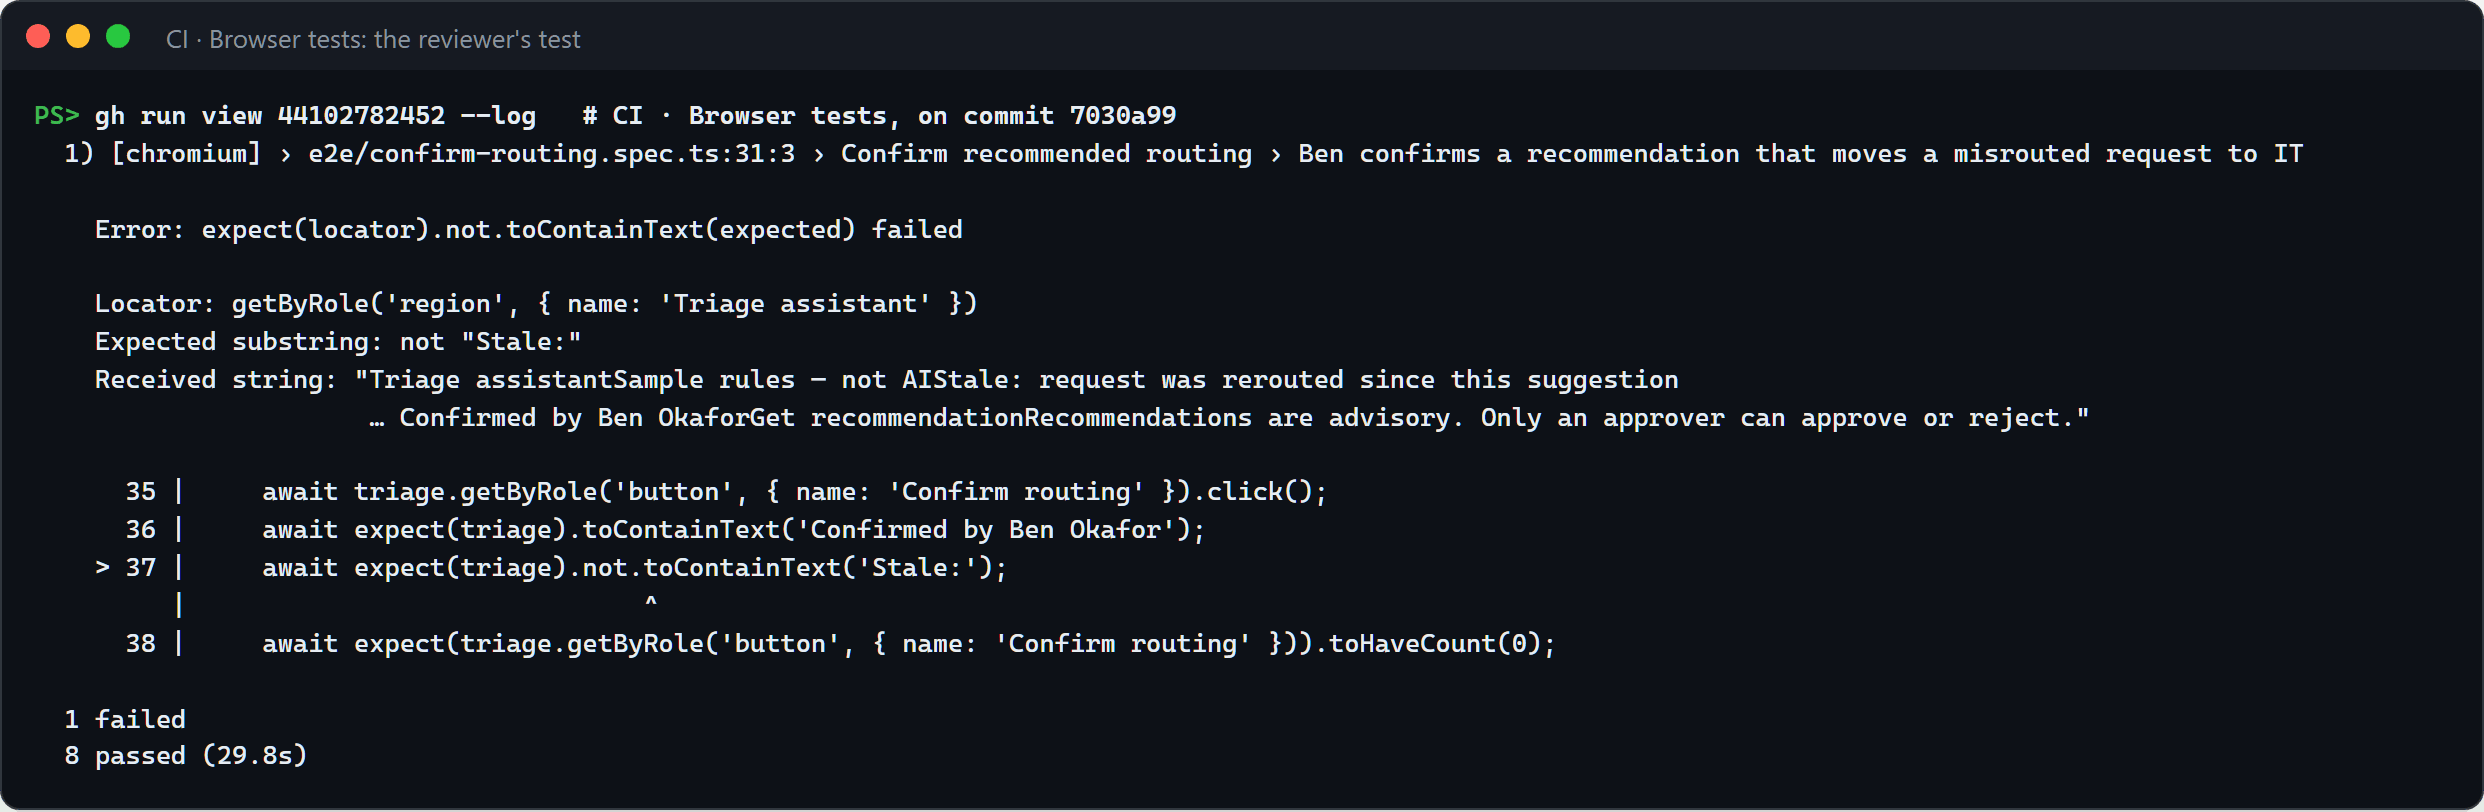 CI · Browser tests: the reviewer's test
PS> gh run view 44102782452 --log   # CI · Browser tests, on commit 7030a99
1) [chromium] › e2e/confirm-routing.spec.ts:31:3 › Confirm recommended routing › Ben confirms a recommendation that moves a misrouted request to IT
Error: expect(locator).not.toContainText(expected) failed
Locator: getByRole('region', { name: 'Triage assistant' })
Expected substring: not "Stale:"
Received string: "Triage assistantSample rules — not AIStale: request was rerouted since this suggestion
… Confirmed by Ben OkaforGet recommendationRecommendations are advisory. Only an approver can approve or reject."
35 |     await triage.getByRole('button', { name: 'Confirm routing' }).click();
36 |     await expect(triage).toContainText('Confirmed by Ben Okafor');
> 37 |     await expect(triage).not.toContainText('Stale:');
|                              ^
38 |     await expect(triage.getByRole('button', { name: 'Confirm routing' })).toHaveCount(0);
1 failed
8 passed (29.8s)